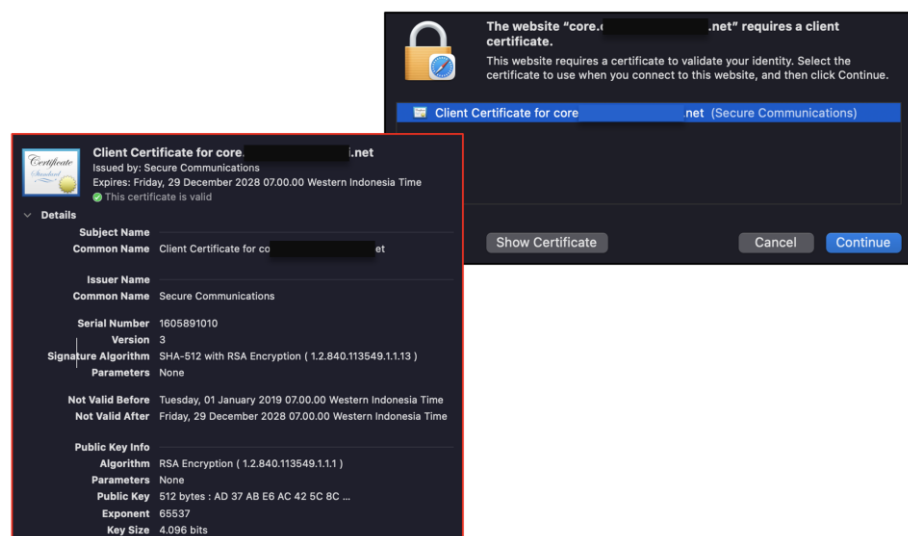 The website “core.c .net” requires a client
certificate.
This website requires a certificate to validate your identity. Select the
certificate to use when you connect to this website, and then click Continue.
Client Certificate for core .net (Secure Communications)
Show Certificate
Cancel
Continue
Certificate
Standard
Client Certificate for core. .net
Issued by: Secure Communications
Expires: Friday, 29 December 2028 07.00.00 Western Indonesia Time
This certificate is valid
Details
Subject Name
Common Name Client Certificate for co et
Issuer Name
Common Name Secure Communications
Serial Number 1605891010
Version 3
Signature Algorithm SHA-512 with RSA Encryption ( 1.2.840.113549.1.1.13 )
Parameters None
Not Valid Before Tuesday, 01 January 2019 07.00.00 Western Indonesia Time
Not Valid After Friday, 29 December 2028 07.00.00 Western Indonesia Time
Public Key Info
Algorithm RSA Encryption ( 1.2.840.113549.1.1.1 )
Parameters None
Public Key 512 bytes : AD 37 AB E6 AC 42 5C 8C ...
Exponent 65537
Key Size 4.096 bits